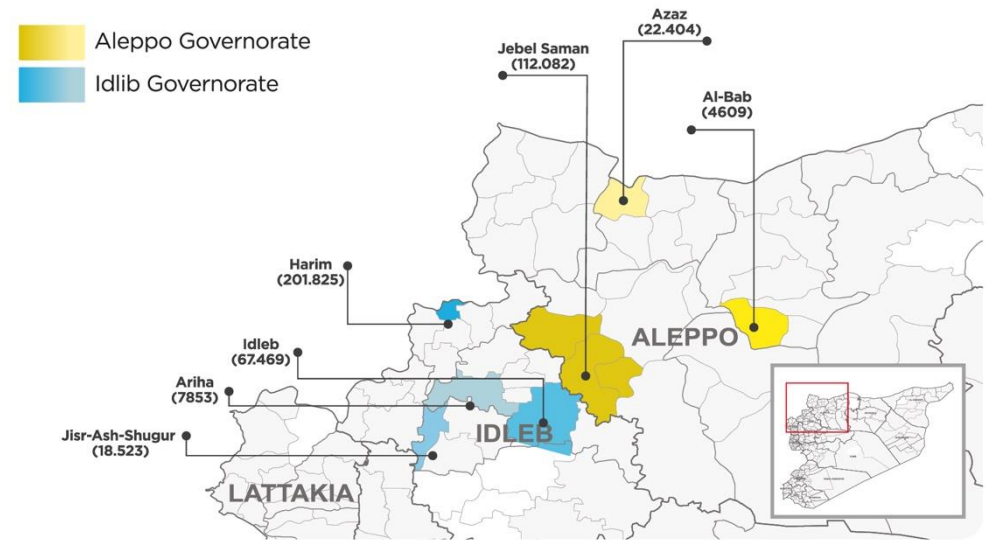 Aleppo Governorate
Idlib Governorate
Azaz
(22.404)
Jebel Saman
(112.082)
Al-Bab
(4609)
Harim
(201.825)
Idleb
(67.469)
Ariha
(7853)
Jisr-Ash-Shugur
(18.523)
ALEPPO
IDLEB
LATTAKIA